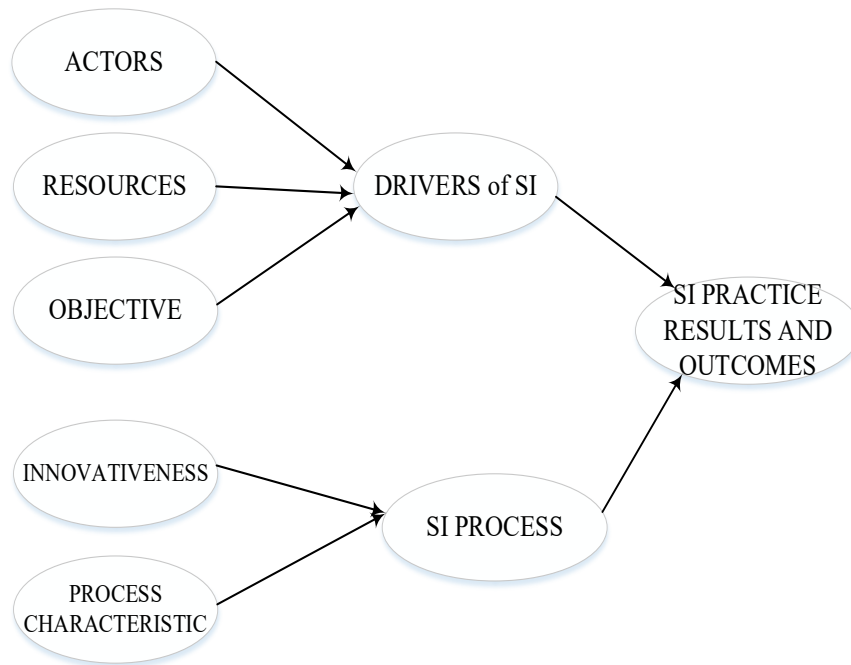 ACTORS
RESOURCES
DRIVERS of SI
OBJECTIVE
SI PRACTICE
RESULTS AND
OUTCOMES
INNOVATIVENESS
SI PROCESS
PROCESS
CHARACTERISTIC